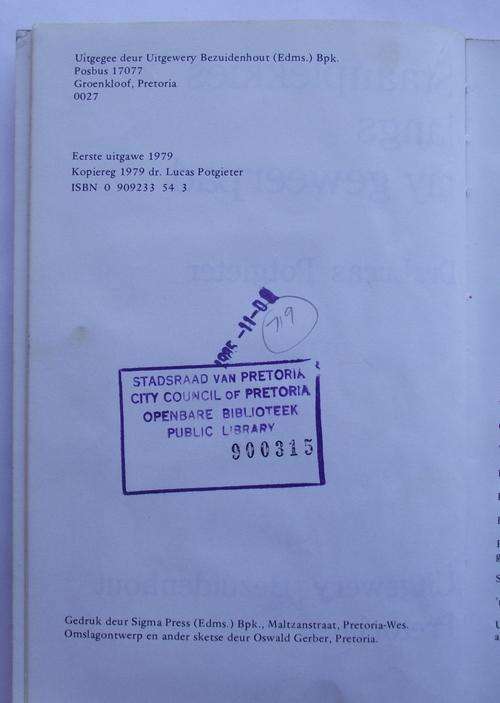 Uitgegee deur Uitgewery Bezuidenhout (Edms.) Bpk.
Posbus 17077
Groenkloof, Pretoria
0027
Eerste uitgawe 1979
Kopiereg 1979 dr. Lucas Potgieter
ISBN 0 909233 54 3
719
STADSRAAD VAN PRETORIA
CITY COUNCIL OF PRETORIA
OPENBARE BIBLIOTEEK
PUBLIC LIBRARY
900315
Gedruk deur Sigma Press (Edms.) Bpk., Maltzanstraat, Pretoria-Wes.
Omslagontwerp en ander sketse deur Oswald Gerber, Pretoria.